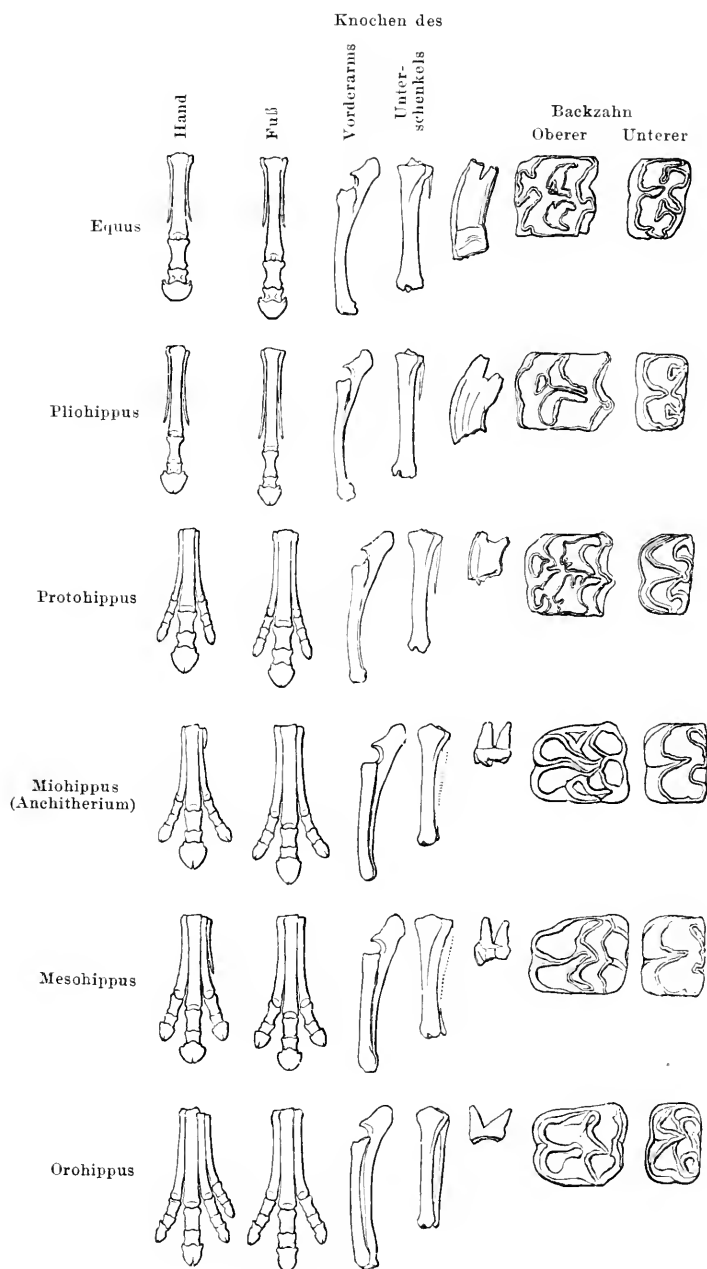 Knochen des
Hand
Fuß
Vorderarms
Unter-
schenkels
Backzahn
Oberer Unterer
Equus
Pliohippus
Protohippus
Miohippus
(Anchitherium)
Mesohippus
Orohippus